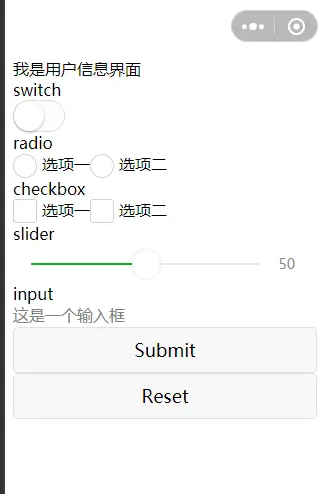 我是用户信息界面
switch
radio
选项一 选项二
checkbox
选项一 选项二
slider
50
input
这是一个输入框
Submit
Reset